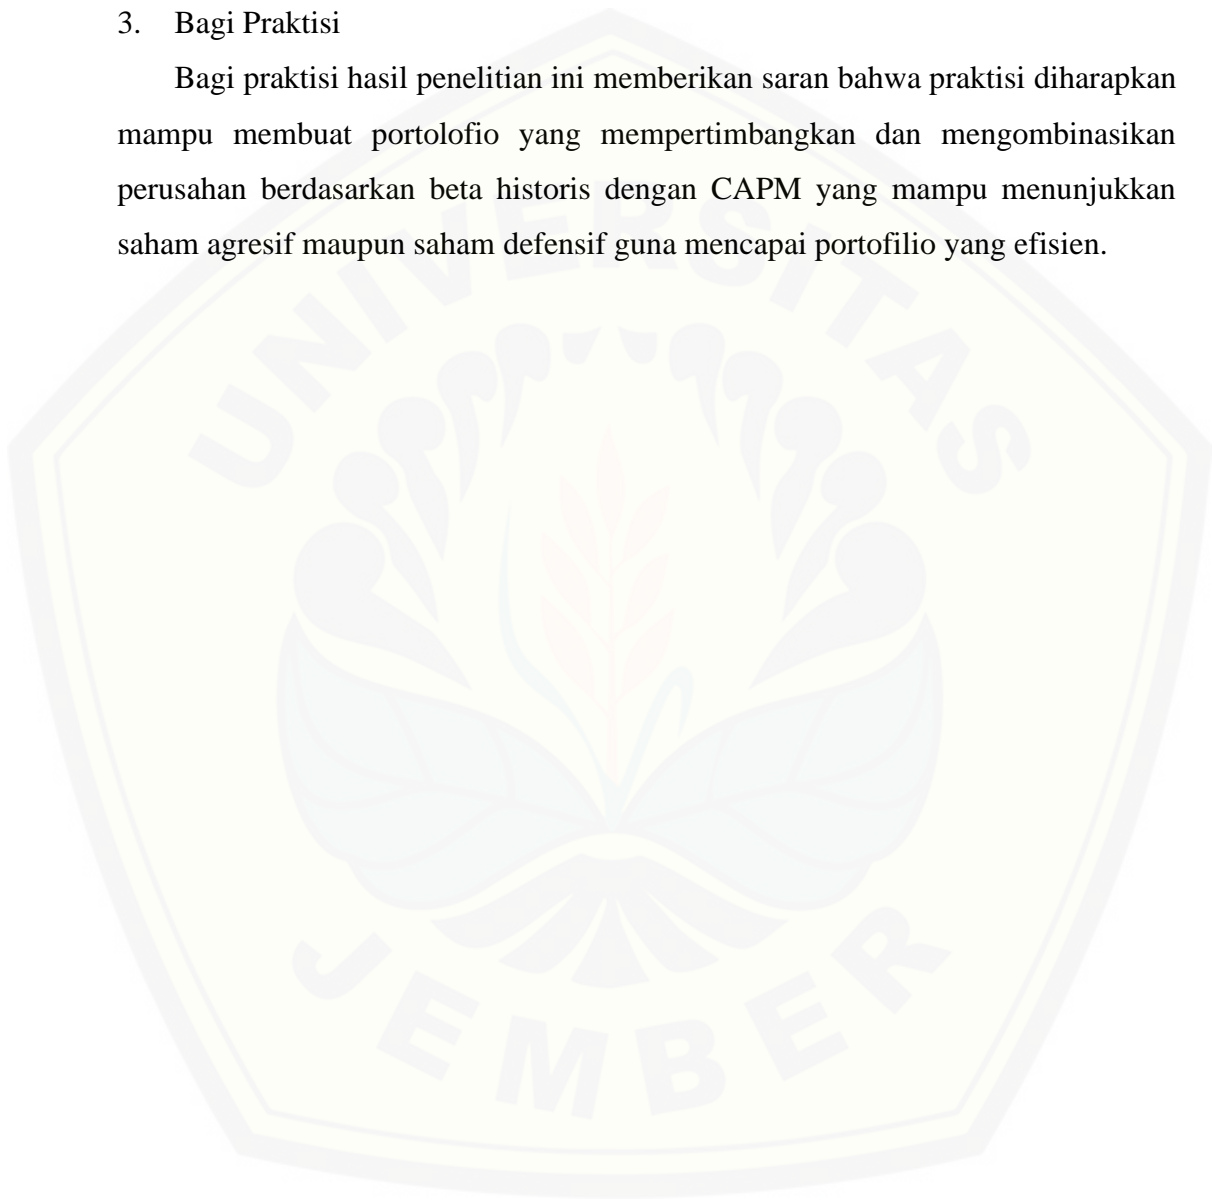 3. Bagi Praktisi
Bagi praktisi hasil penelitian ini memberikan saran bahwa praktisi diharapkan
mampu membuat portolofio yang mempertimbangkan dan mengombinasikan
perusahan berdasarkan beta historis dengan CAPM yang mampu menunjukkan
saham agresif maupun saham defensif guna mencapai portofilio yang efisien.
UNIVERSITAS
JEMBER